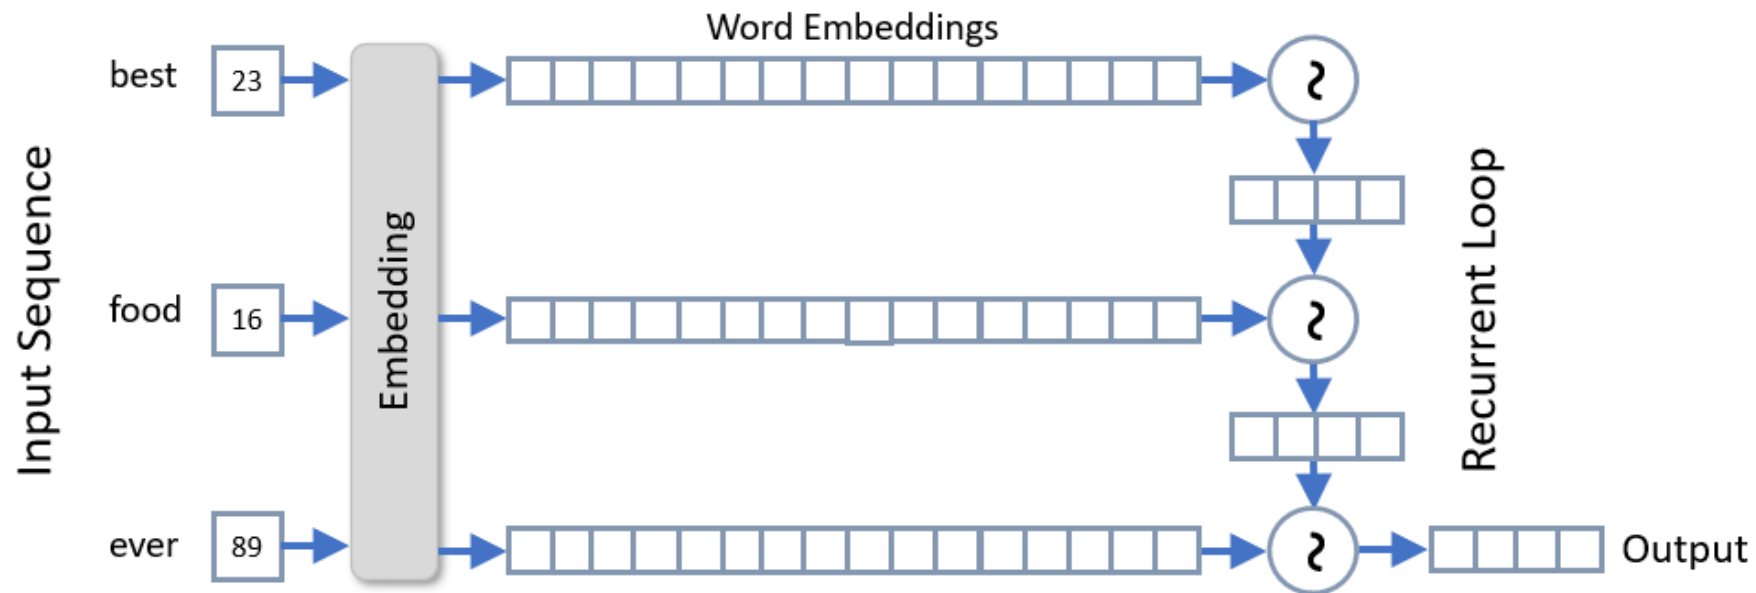 Word Embeddings
best
23
Input Sequence
Embedding
Recurrent Loop
food
16
ever
89
Output